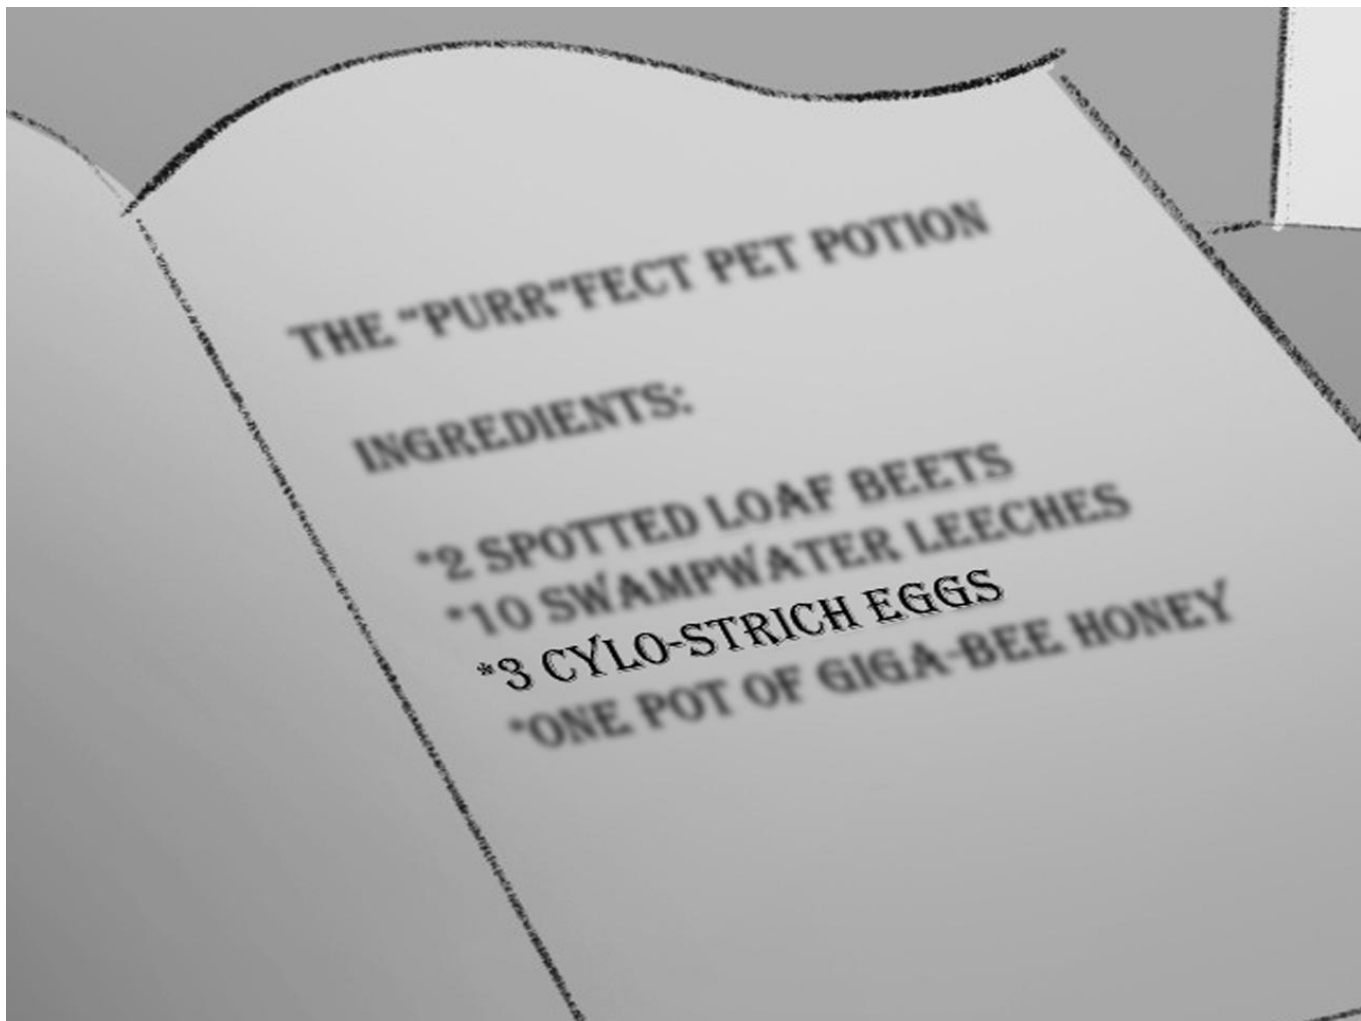 THE "PURR"FECT PET POTION
INGREDIENTS:
*2 SPOTTED LOAF BEETS
*10 SWAMPWATER LEECHES
*3 CYLO-STRICH EGGS
*ONE POT OF GIGA-BEE HONEY